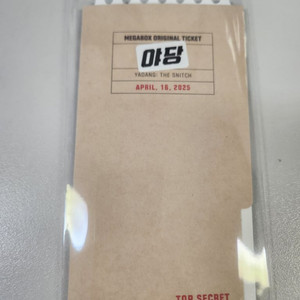 MEGABOX ORIGINAL TICKET
야당
YADANG: THE SNITCH
APRIL, 16, 2025
TOP SECRET